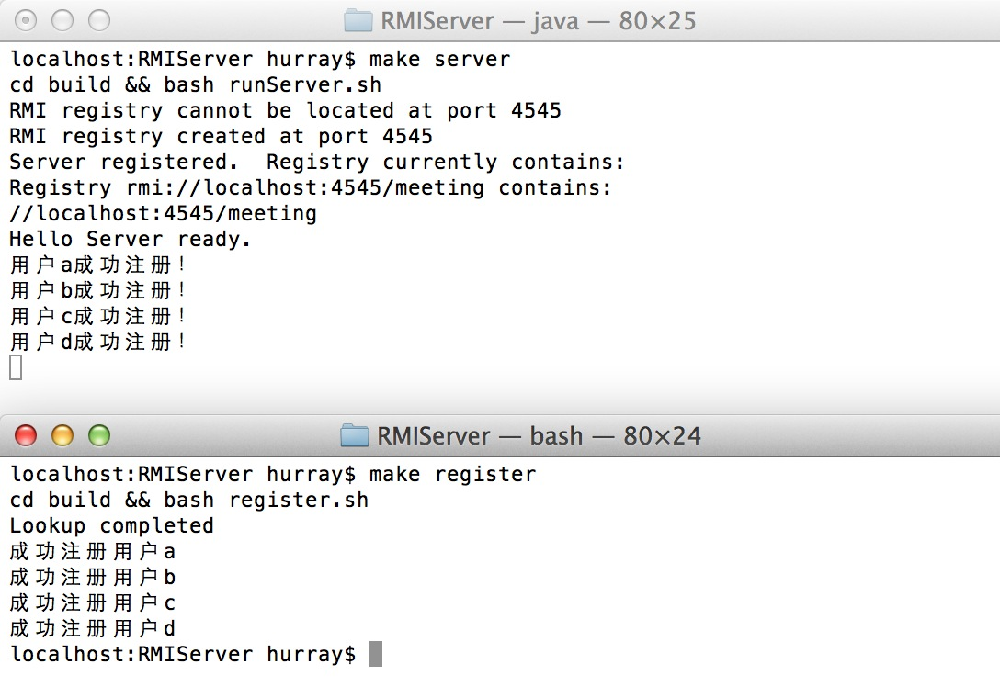 RMIServer — java — 80×25
localhost:RMIServer hurray$ make server
cd build && bash runServer.sh
RMI registry cannot be located at port 4545
RMI registry created at port 4545
Server registered.  Registry currently contains:
Registry rmi://localhost:4545/meeting contains:
//localhost:4545/meeting
Hello Server ready.
用户a成功注册！
用户b成功注册！
用户c成功注册！
用户d成功注册！
RMIServer — bash — 80×24
localhost:RMIServer hurray$ make register
cd build && bash register.sh
Lookup completed
成功注册用户a
成功注册用户b
成功注册用户c
成功注册用户d
localhost:RMIServer hurray$